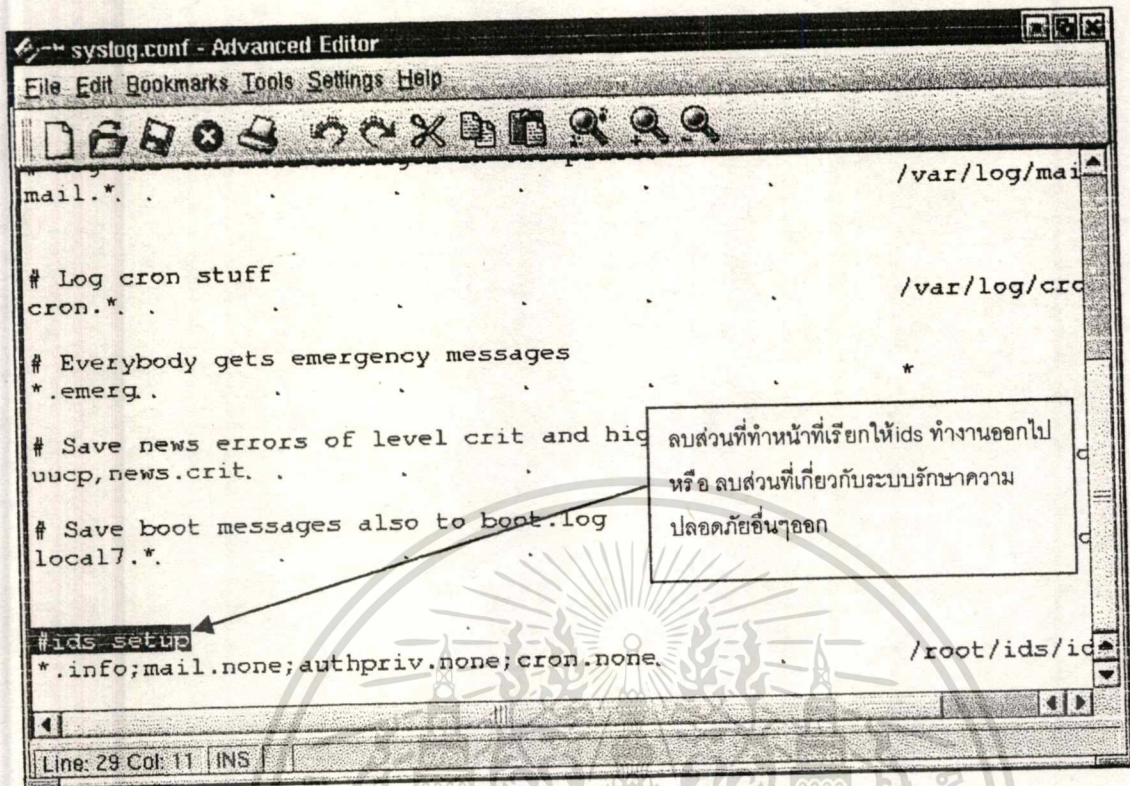 syslog.conf - Advanced Editor
File Edit Bookmarks Tools Settings Help
mail.*. . . . . . /var/log/mai
# Log cron stuff
cron.*. . . . . . /var/log/cro
# Everybody gets emergency messages
*.emerg. . . . . . *
# Save news errors of level crit and hig
uucp,news.crit. . . .
# Save boot messages also to boot.log
local7.*. . . .
ลบส่วนที่ทำหน้าที่เรียกให้ids ทำงานออกไป
หรือ ลบส่วนที่เกี่ยวกับระบบรักษาความ
ปลอดภัยอื่นๆออก
#ids setup
*.info;mail.none;authpriv.none;cron.none. . /root/ids/id
Line: 29 Col: 11 INS